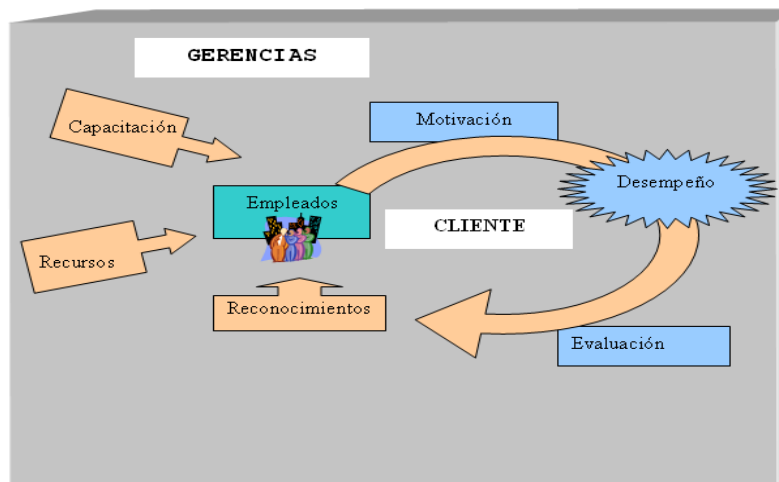 GERENCIAS
Capacitación
Motivación
Desempeño
Empleados
CLIENTE
Recursos
Reconocimientos
Evaluación